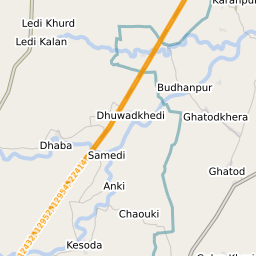 Karanpur
Ledi Khurd
Ledi Kalan
Budhanpur
Dhuwadkhedi
Ghatodkhera
Dhaba
Samedi
Ghatod
Anki
Chaouki
Kesoda